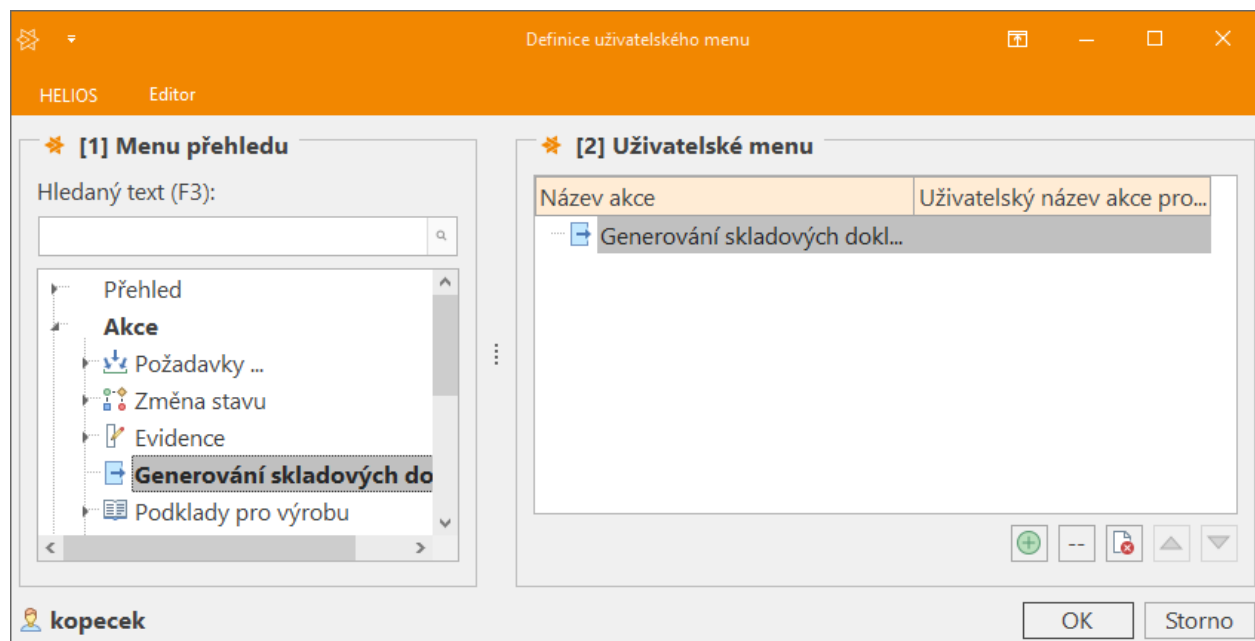 Definice uživatelského menu
HELIOS Editor
[1] Menu přehledu
Hledaný text (F3):
Přehled
Akce
Požadavky ...
Změna stavu
Evidence
Generování skladových do
Podklady pro výrobu
[2] Uživatelské menu
Název akce Uživatelský název akce pro...
Generování skladových dokl...
--
kopecek
OK Storno